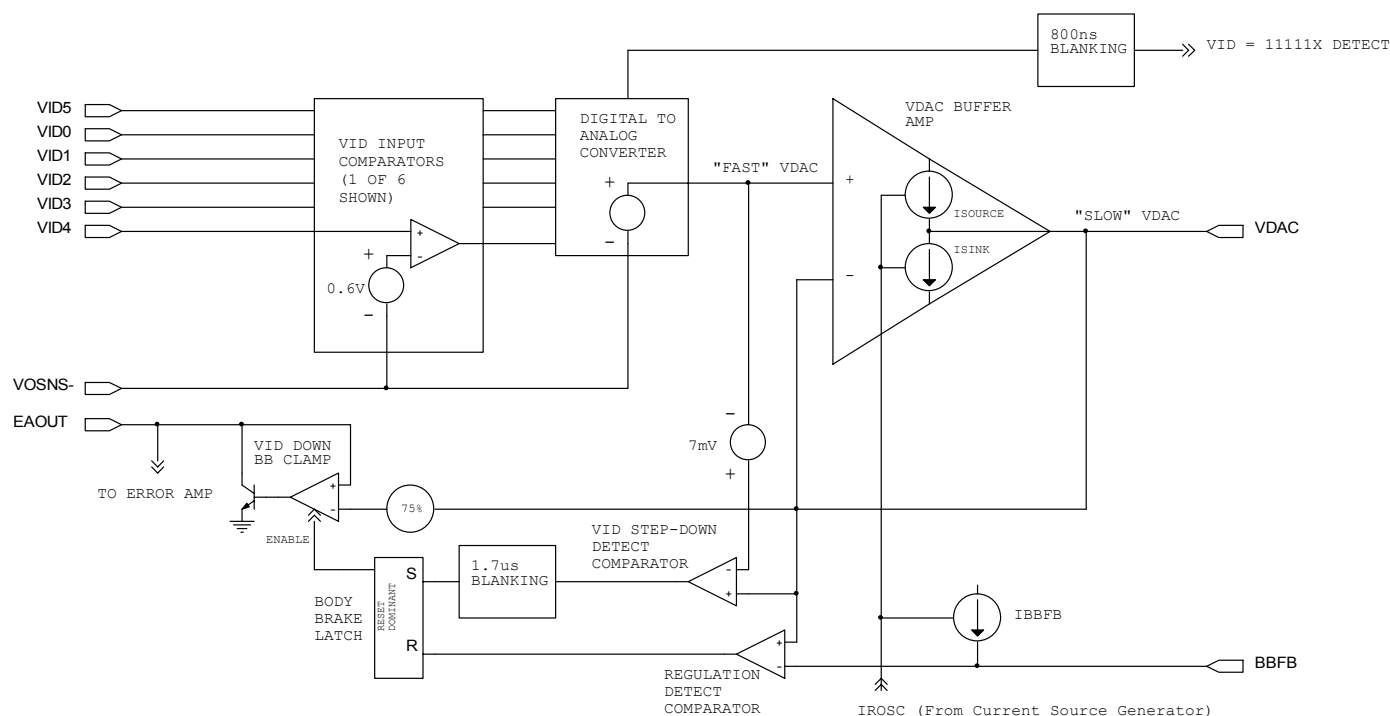 800ns
BLANKING
VID = 11111X DETECT
VID5
VID0
VID1
VID2
VID3
VID4
VID INPUT
COMPARATORS
(1 OF 6
SHOWN)
+
-
+
0.6V
-
DIGITAL TO
ANALOG
CONVERTER
+
-
"FAST" VDAC
VDAC BUFFER
AMP
+
-
ISOURCE
ISINK
"SLOW" VDAC
VDAC
VOSNS-
EAOUT
TO ERROR AMP
VID DOWN
BB CLAMP
+
-
75%
ENABLE
-
7mV
+
VID STEP-DOWN
DETECT
COMPARATOR
-
+
1.7us
BLANKING
BODY
BRAKE
LATCH
RESET
DOMINANT
S
R
REGULATION
DETECT
COMPARATOR
+
-
IBBFB
BBFB
IROSC (From Current Source Generator)